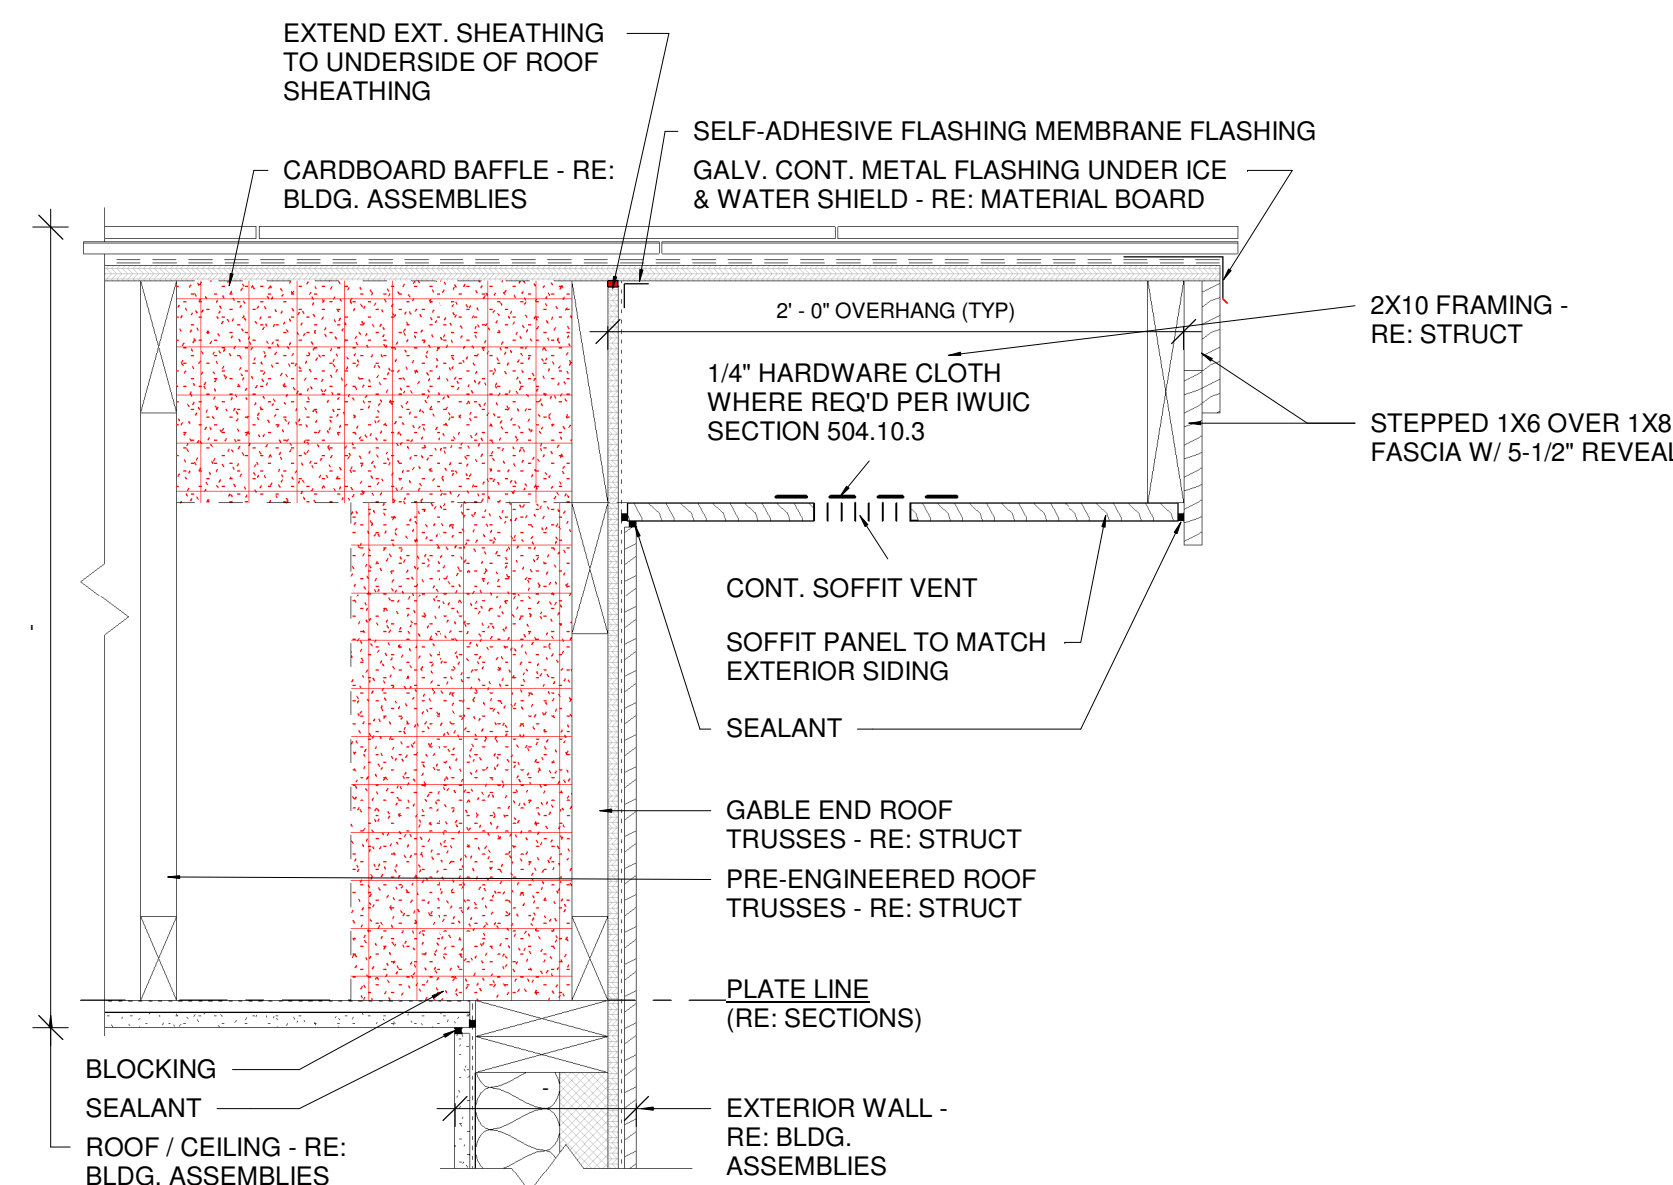 EXTEND EXT. SHEATHING
TO UNDERSIDE OF ROOF
SHEATHING
SELF-ADHESIVE FLASHING MEMBRANE FLASHING
CARDBOARD BAFFLE - RE:
BLDG. ASSEMBLIES
GALV. CONT. METAL FLASHING UNDER ICE
& WATER SHIELD - RE: MATERIAL BOARD
2' - 0" OVERHANG (TYP)
2X10 FRAMING -
RE: STRUCT
1/4" HARDWARE CLOTH
WHERE REQ'D PER IWUIC
SECTION 504.10.3
STEPPED 1X6 OVER 1X8
FASCIA W/ 5-1/2" REVEAL
CONT. SOFFIT VENT
SOFFIT PANEL TO MATCH
EXTERIOR SIDING
SEALANT
GABLE END ROOF
TRUSSES - RE: STRUCT
PRE-ENGINEERED ROOF
TRUSSES - RE: STRUCT
PLATE LINE
(RE: SECTIONS)
BLOCKING
SEALANT
ROOF / CEILING - RE:
BLDG. ASSEMBLIES
EXTERIOR WALL -
RE: BLDG.
ASSEMBLIES